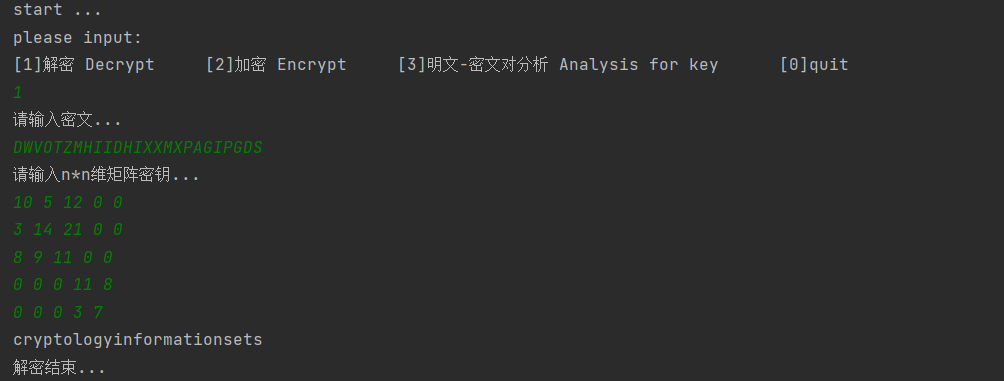 start ...
please input:
[1]解密 Decrypt [2]加密 Encrypt [3]明文-密文对分析 Analysis for key [0]quit
1
请输入密文...
DWVOTZMHIIDHIXXMXPAGIPGDS
请输入n*n维矩阵密钥...
10 5 12 0 0
3 14 21 0 0
8 9 11 0 0
0 0 0 11 8
0 0 0 3 7
cryptologyinformationsets
解密结束...